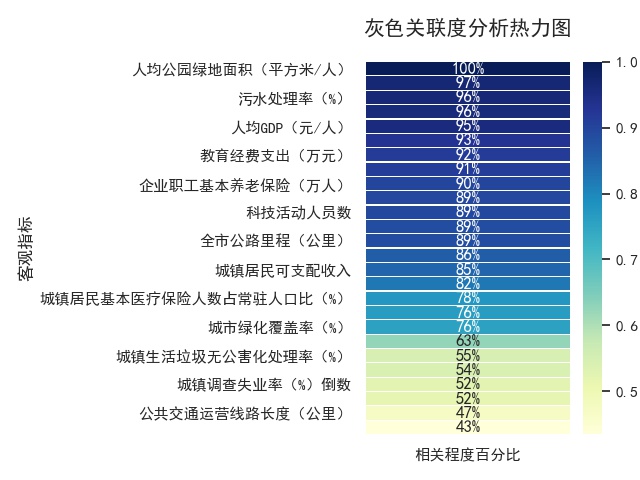 灰色关联度分析热力图
人均公园绿地面积（平方米/人）
污水处理率（%）
人均GDP（元/人）
教育经费支出（万元）
企业职工基本养老保险（万人）
科技活动人员数
全市公路里程（公里）
城镇居民可支配收入
城镇居民基本医疗保险人数占常驻人口比（%）
城市绿化覆盖率（%）
城镇生活垃圾无公害化处理率（%）
城镇调查失业率（%）倒数
公共交通运营线路长度（公里）
客观指标
100%
97%
96%
96%
95%
93%
92%
91%
90%
89%
89%
89%
89%
86%
85%
82%
78%
76%
76%
63%
55%
54%
52%
52%
47%
43%
相关程度百分比
1.0
0.9
0.8
0.7
0.6
0.5